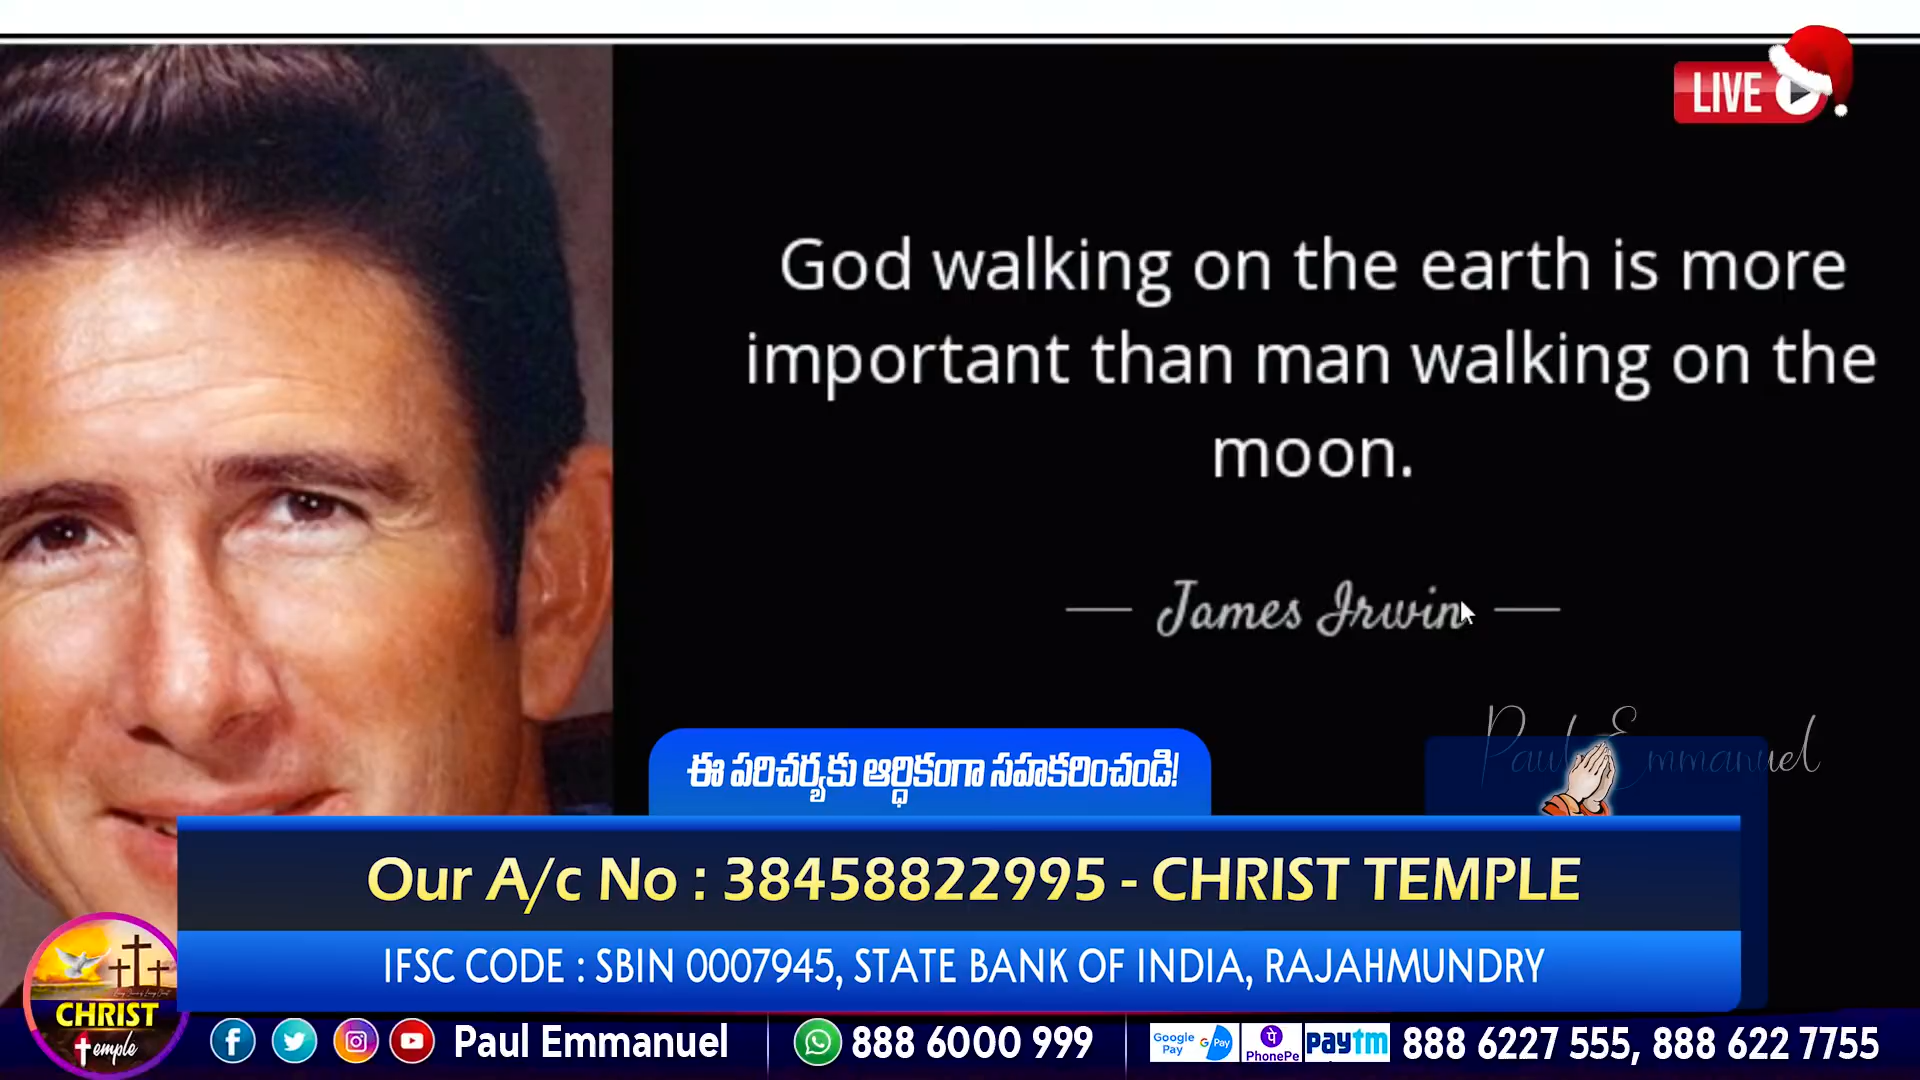 LIVE
God walking on the earth is more
important than man walking on the
moon.
James Irwin
Paul Emmanuel
ఈ పరిచర్యకు ఆర్ధికంగా సహకరించండి!
Our A/c No : 38458822995 - CHRIST TEMPLE
IFSC CODE : SBIN 0007945, STATE BANK OF INDIA, RAJAHMUNDRY
CHRIST
Temple
Paul Emmanuel
888 6000 999
Google Pay
G Pay
PhonePe
paytm
888 6227 555, 888 622 7755